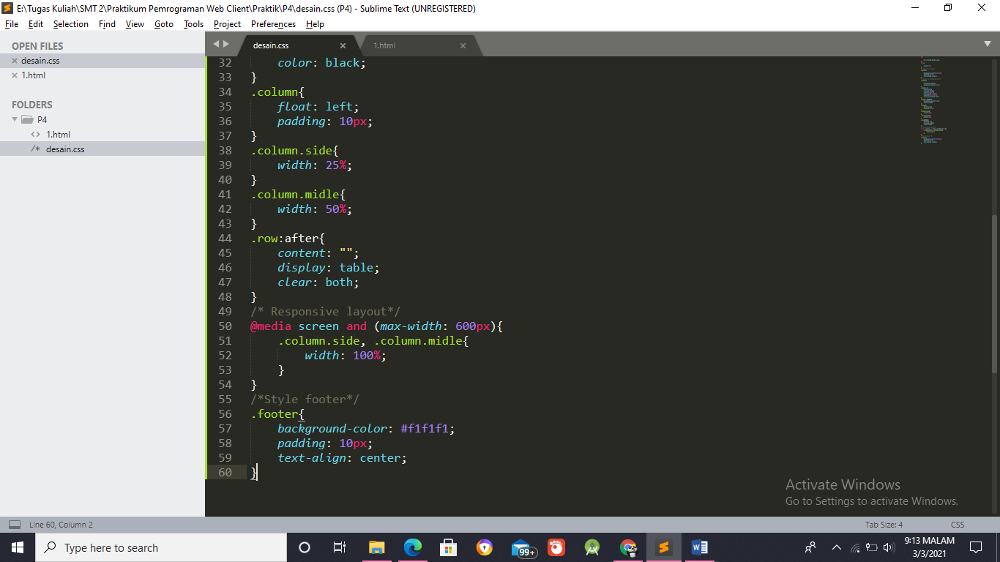 E:\Tugas Kuliah\SMT 2\Praktikum Pemrograman Web Client\Praktik\P4\desain.css (P4) - Sublime Text (UNREGISTERED)
File Edit Selection Find View Goto Tools Project Preferences Help
OPEN FILES
desain.css
1.html
FOLDERS
P4
<> 1.html
/* desain.css
desain.css 1.html
32 color: black;
33 }
34 .column{
35 float: left;
36 padding: 10px;
37 }
38 .column.side{
39 width: 25%;
40 }
41 .column.midle{
42 width: 50%;
43 }
44 .row:after{
45 content: "";
46 display: table;
47 clear: both;
48 }
49 /* Responsive layout*/
50 @media screen and (max-width: 600px){
51 .column.side, .column.midle{
52 width: 100%;
53 }
54 }
55 /*Style footer*/
56 .footer{
57 background-color: #f1f1f1;
58 padding: 10px;
59 text-align: center;
60 }
Activate Windows
Go to Settings to activate Windows.
Line 60, Column 2 Tab Size: 4 CSS
Type here to search
99+
9:13 MALAM
3/3/2021